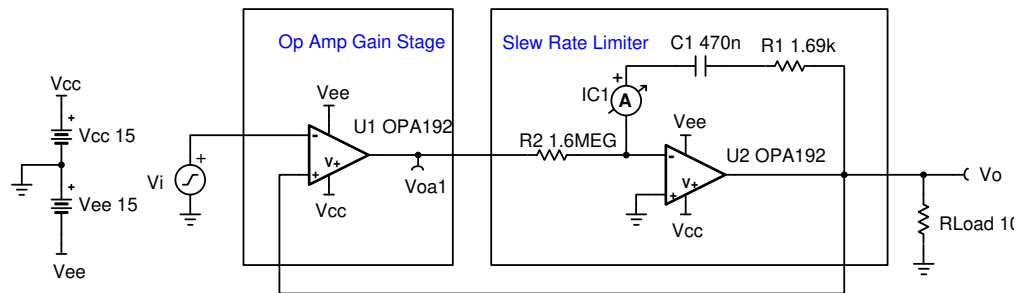 Op Amp Gain Stage
Slew Rate Limiter
C1 470n
R1 1.69k
+
IC1
A
Vcc
+
Vcc 15
+
Vee 15
Vee
Vi
+
Vee
U1 OPA192
-
+
V+
Vcc
Voa1
R2 1.6MEG
Vee
U2 OPA192
-
+
V+
Vcc
Vo
RLoad 10